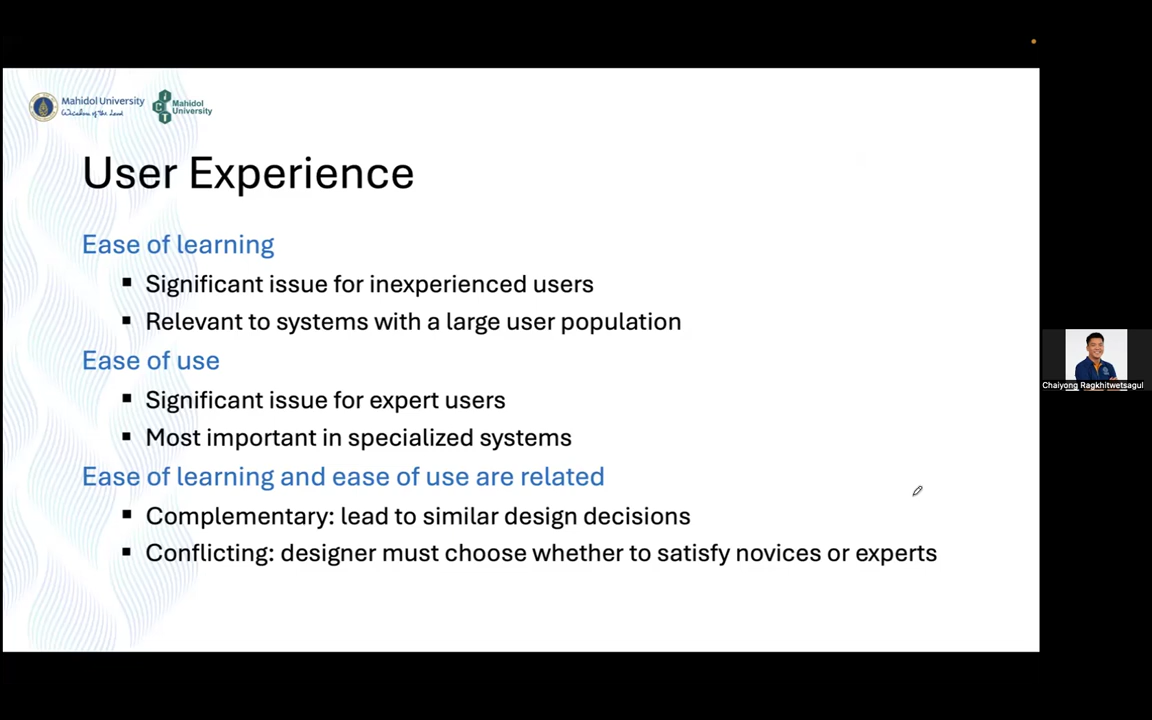 Mahidol University
Wisdom of the Land
Mahidol
University
User Experience
Ease of learning
▪ Significant issue for inexperienced users
▪ Relevant to systems with a large user population
Ease of use
▪ Significant issue for expert users
▪ Most important in specialized systems
Ease of learning and ease of use are related
▪ Complementary: lead to similar design decisions
▪ Conflicting: designer must choose whether to satisfy novices or experts
Chaiyong Ragkhitwetsagul